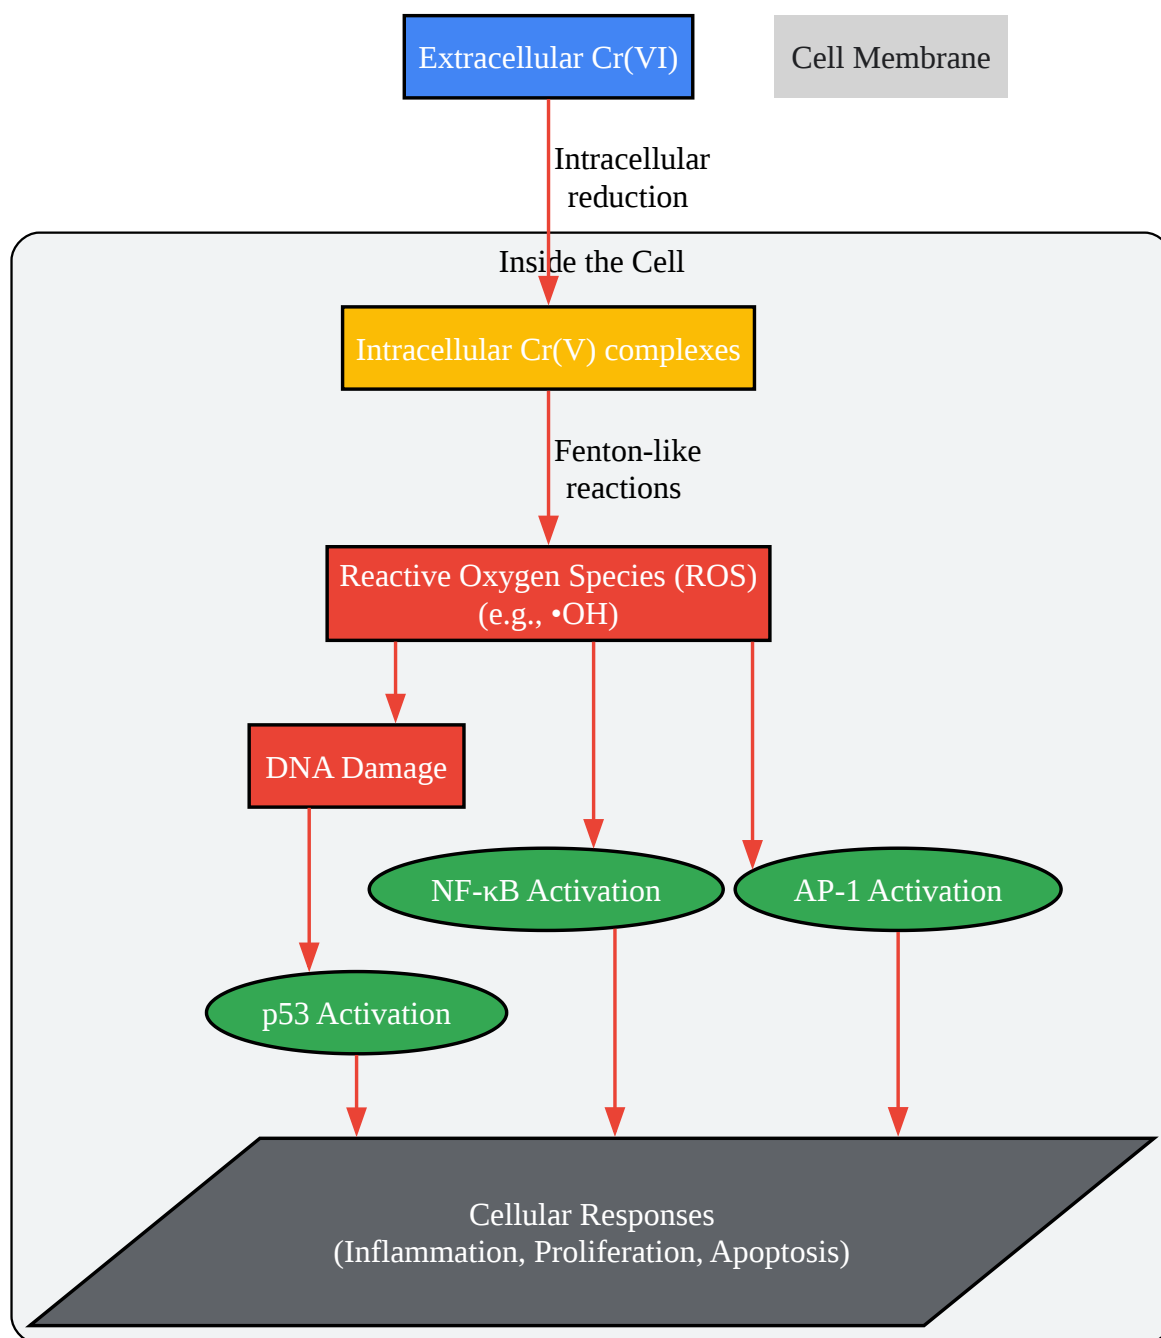 Extracellular Cr(VI)
Cell Membrane
Intracellular
reduction
Inside the Cell
Intracellular Cr(V) complexes
Fenton-like
reactions
Reactive Oxygen Species (ROS)
(e.g., •OH)
DNA Damage
NF-κB Activation
AP-1 Activation
p53 Activation
Cellular Responses
(Inflammation, Proliferation, Apoptosis)